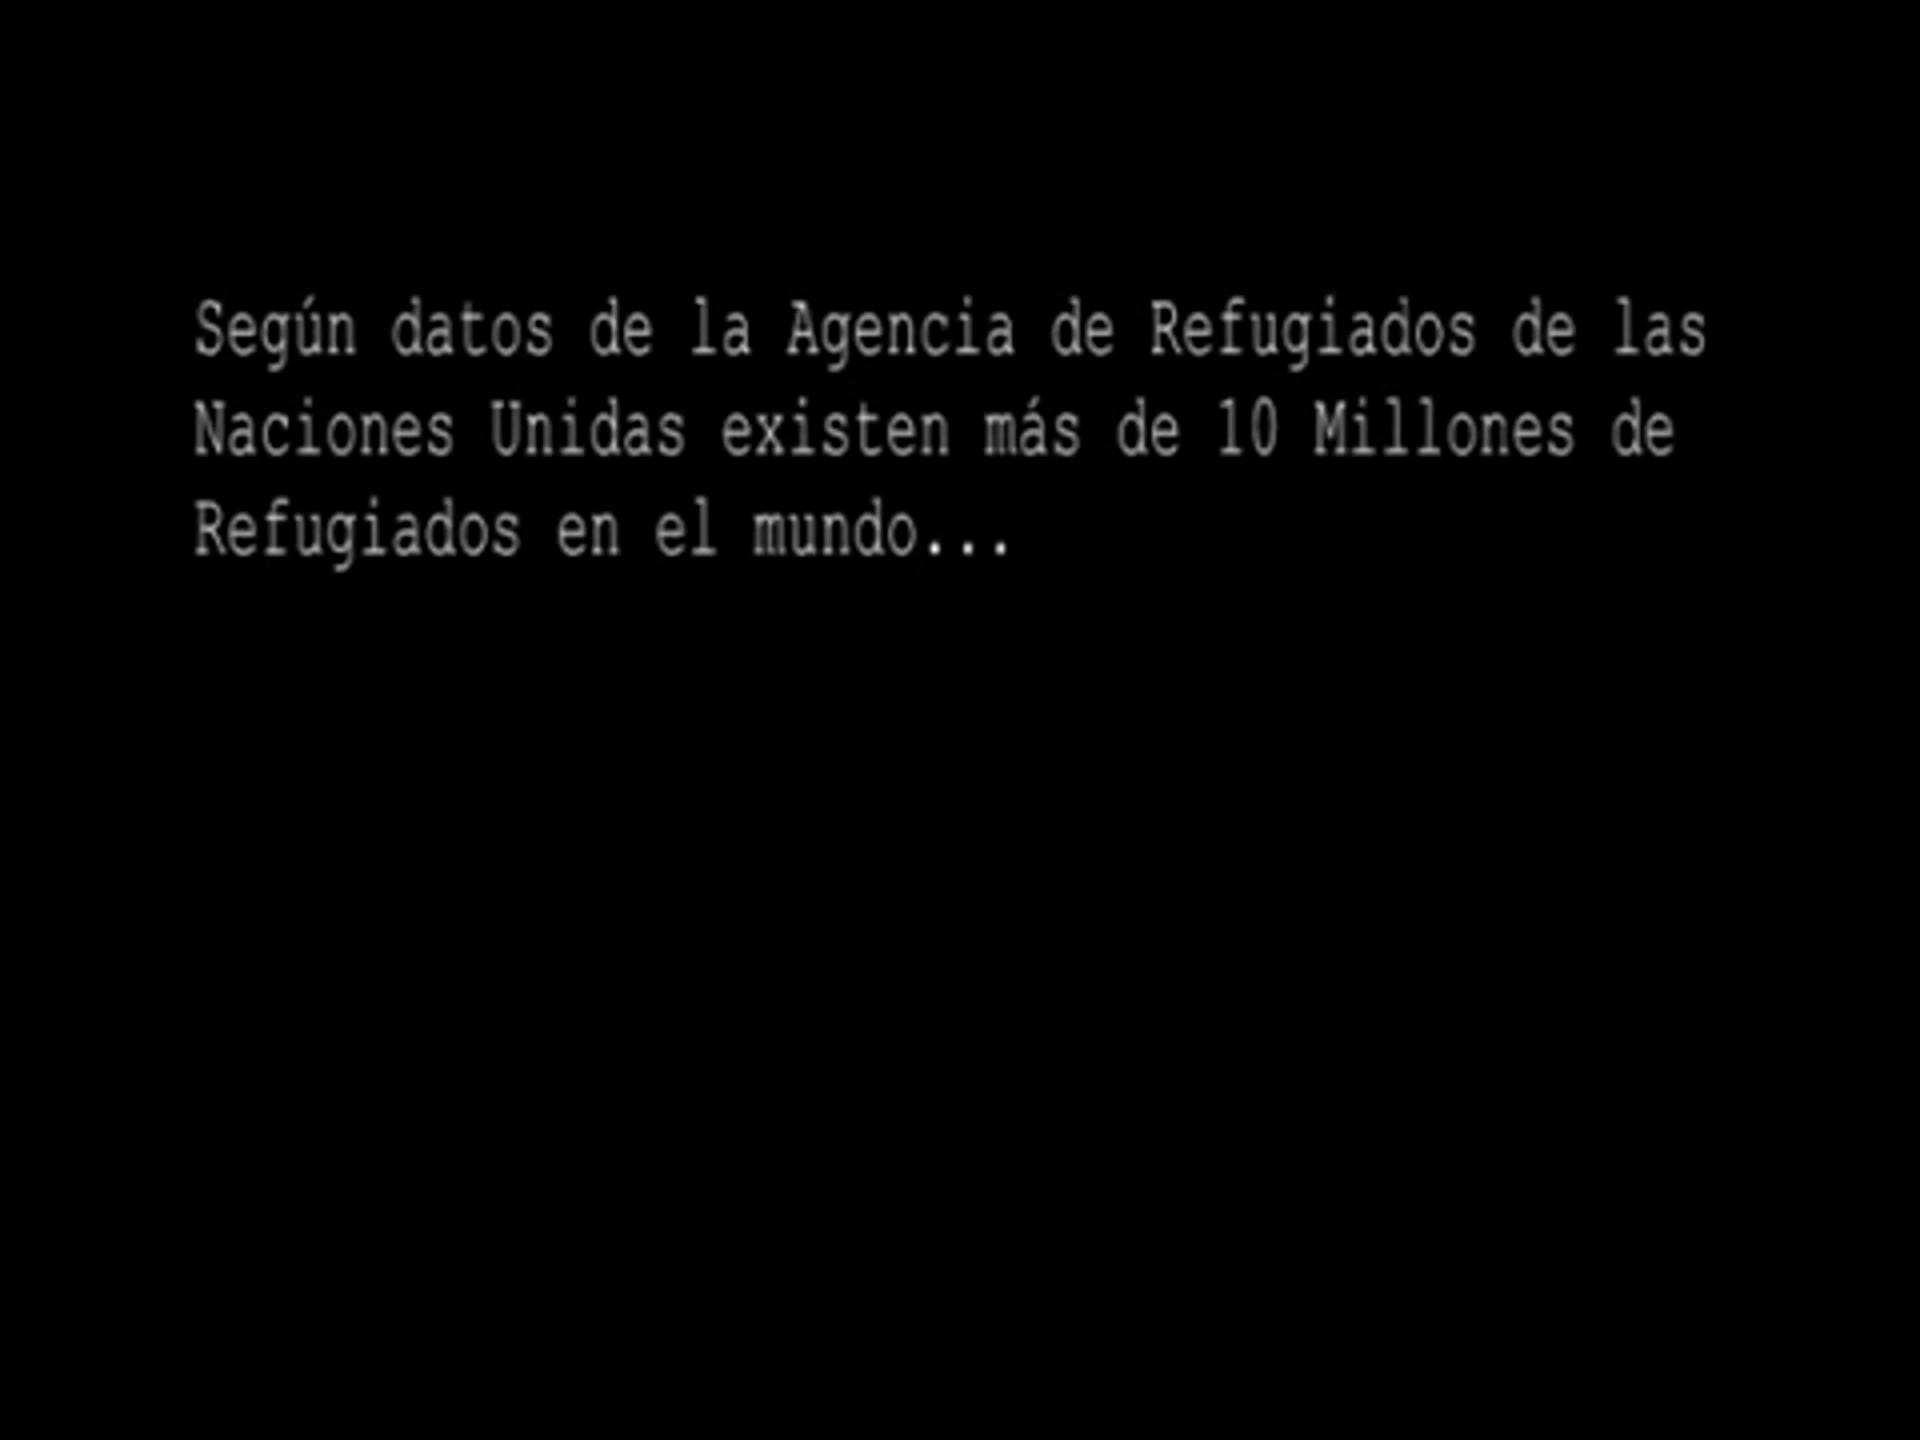 Según datos de la Agencia de Refugiados de las
Naciones Unidas existen más de 10 Millones de
Refugiados en el mundo...